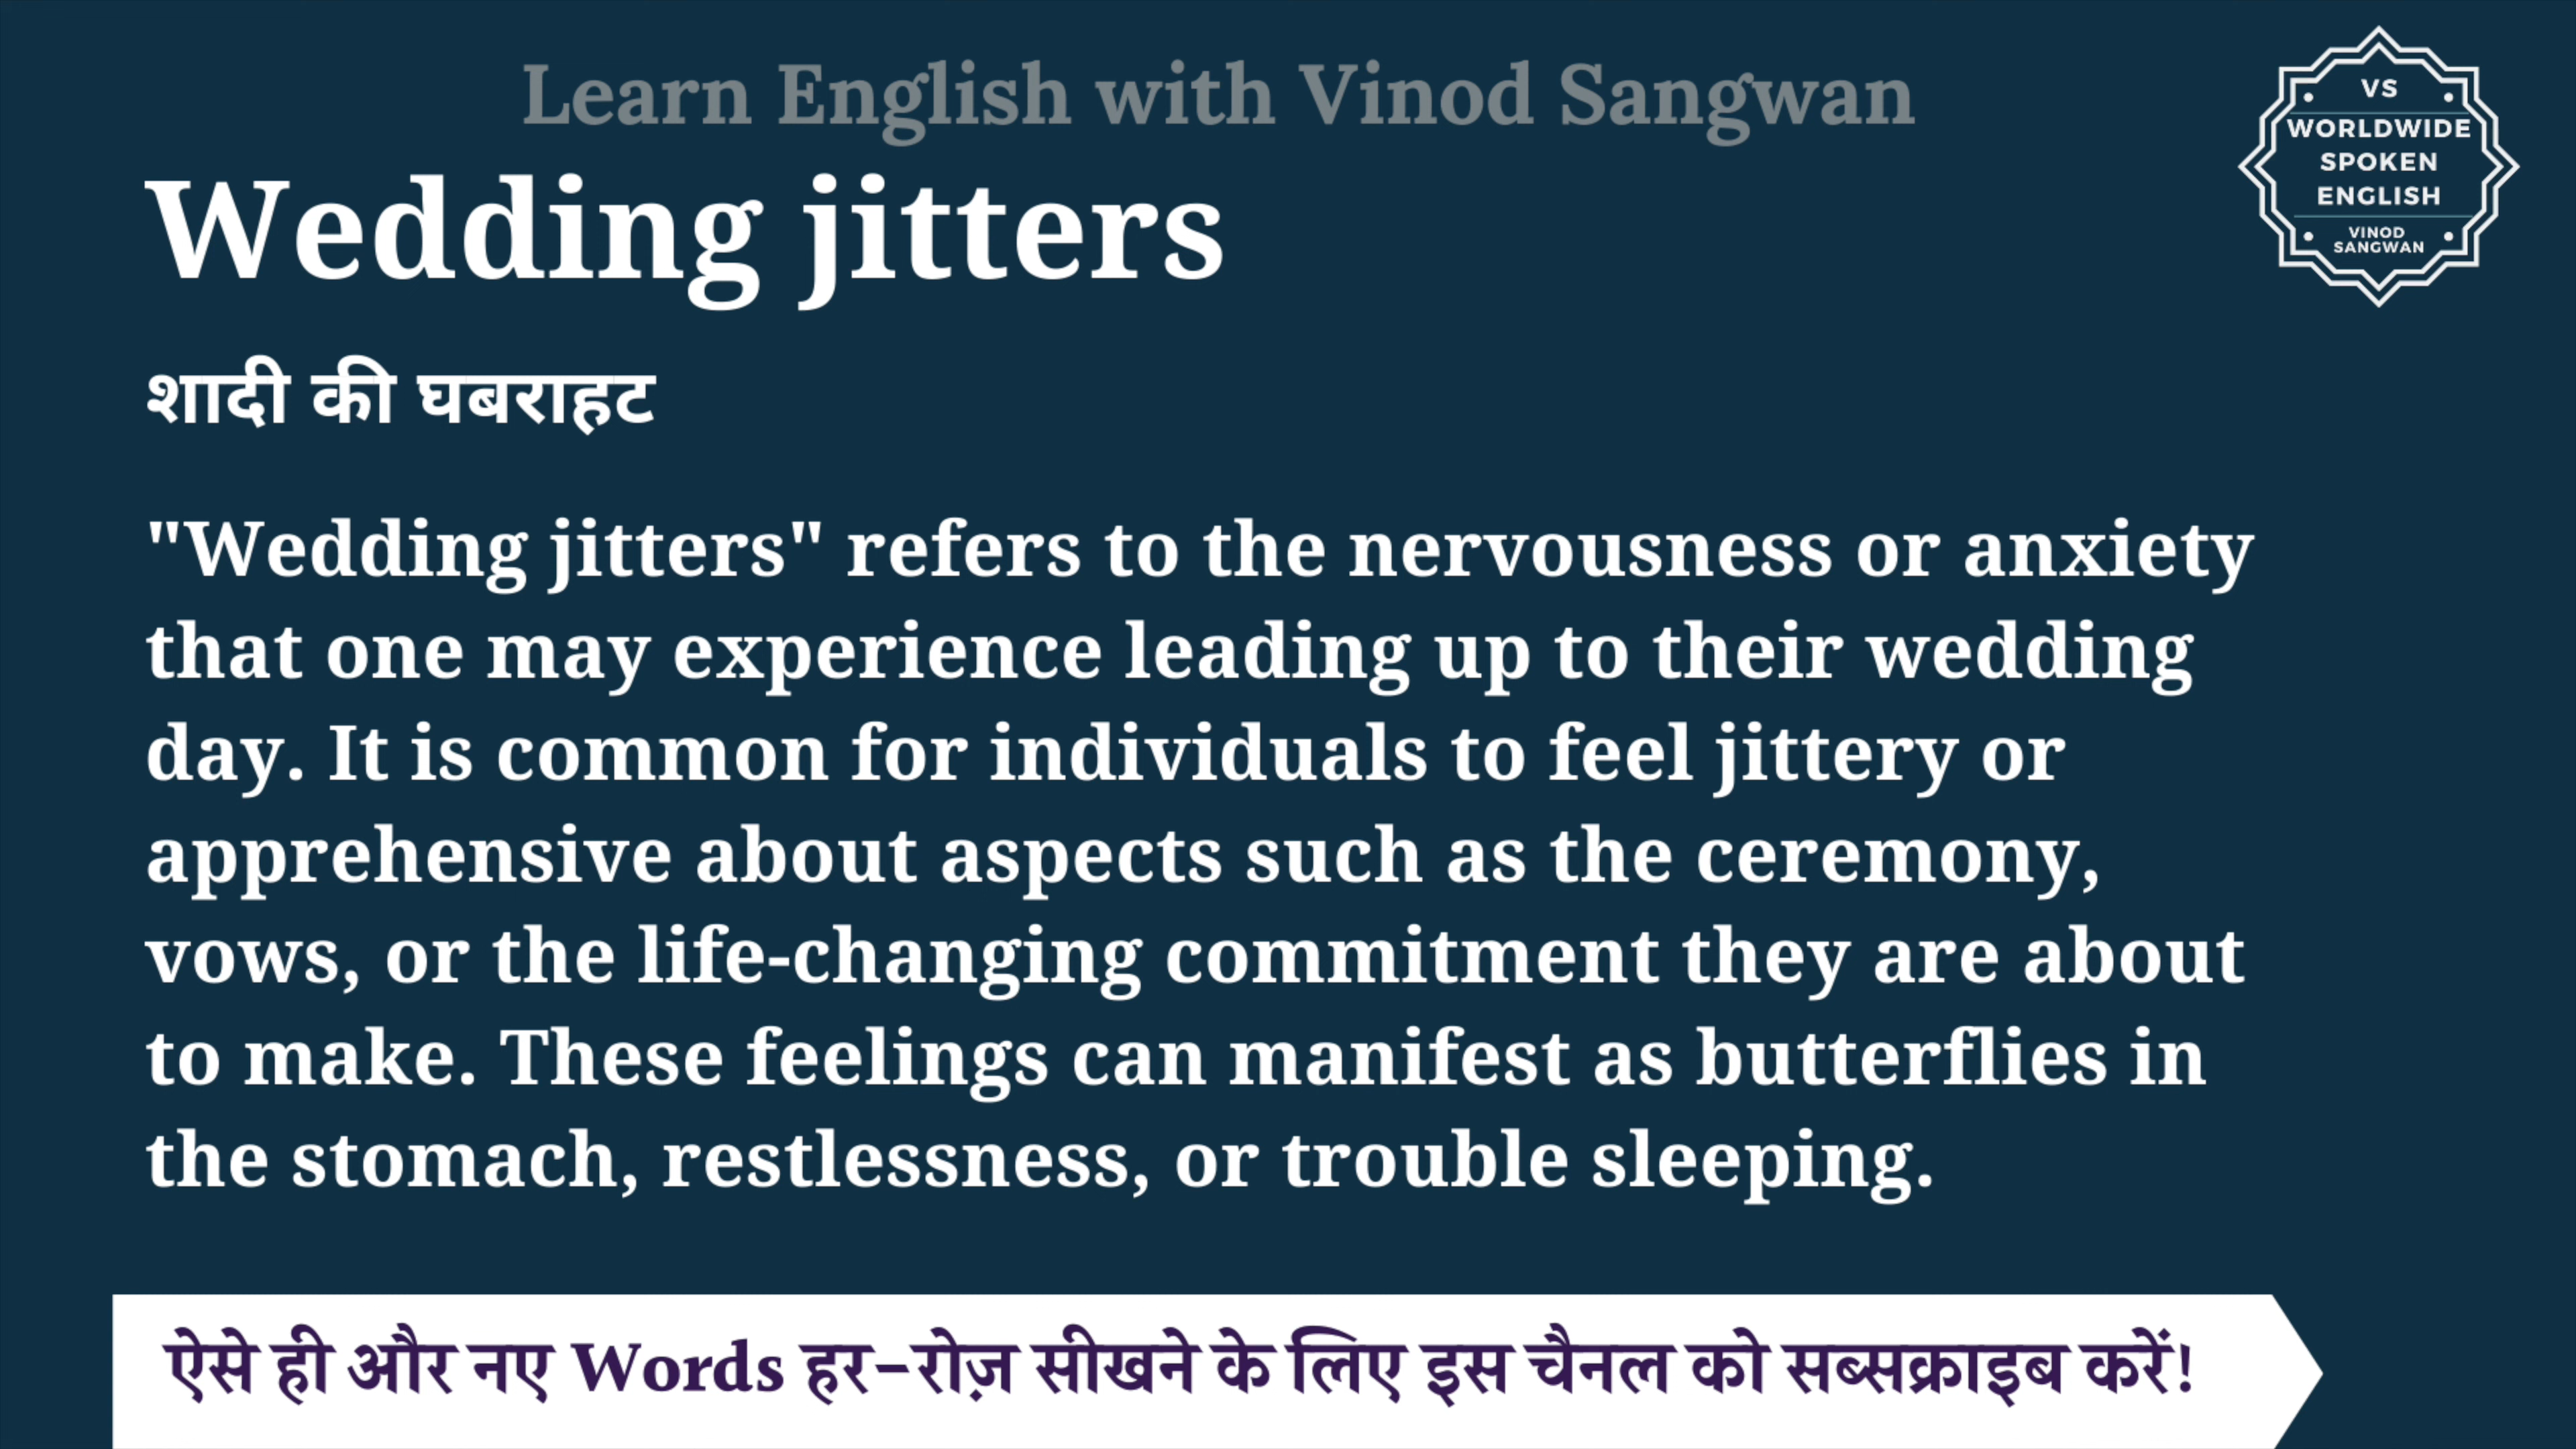 Learn English with Vinod Sangwan
VS
WORLDWIDE
SPOKEN
ENGLISH
VINOD
SANGWAN
Wedding jitters
शादी की घबराहट
"Wedding jitters" refers to the nervousness or anxiety
that one may experience leading up to their wedding
day. It is common for individuals to feel jittery or
apprehensive about aspects such as the ceremony,
vows, or the life-changing commitment they are about
to make. These feelings can manifest as butterflies in
the stomach, restlessness, or trouble sleeping.
ऐसे ही और नए Words हर-रोज़ सीखने के लिए इस चैनल को सब्सक्राइब करें!